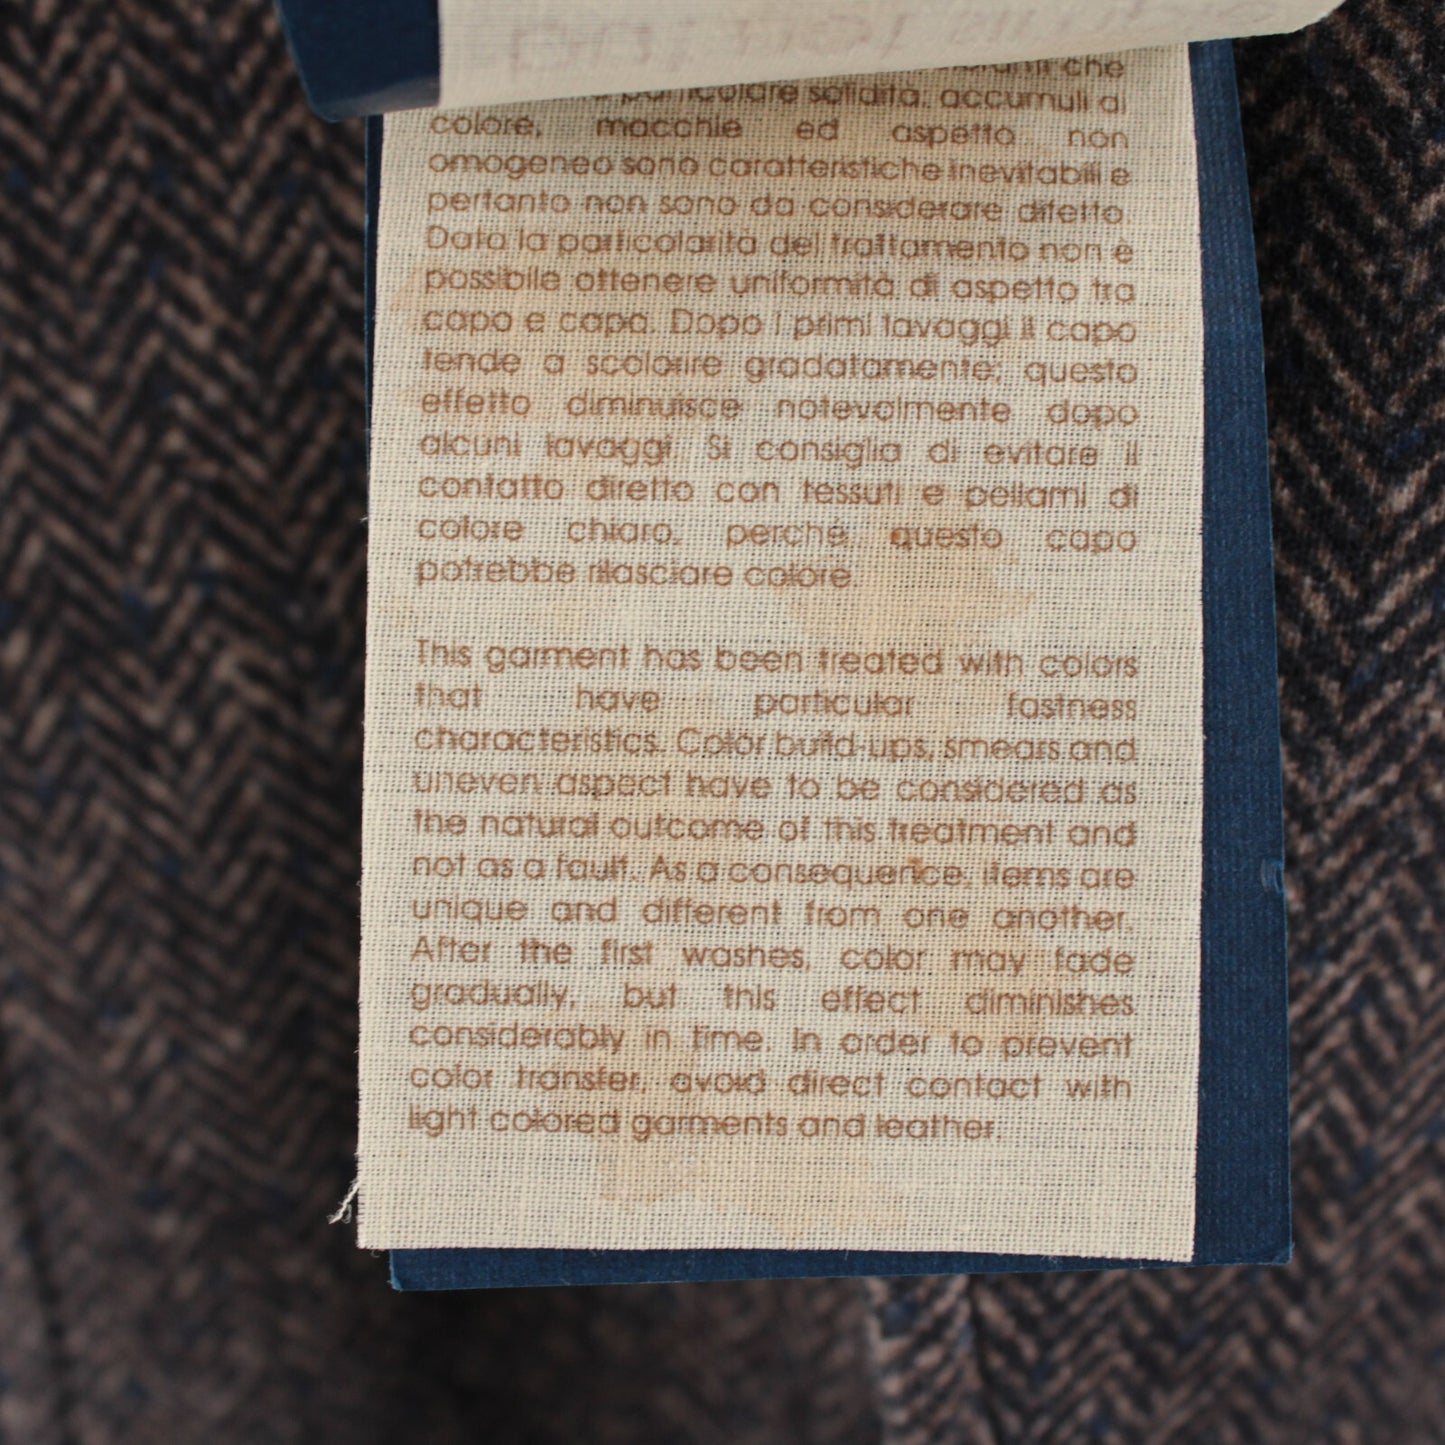 che
particolare solidità, accumuli di
colore, macchie ed aspetto non
omogeneo sono caratteristiche inevitabili e
pertanto non sono da considerare difetto.
Data la particolarità del trattamento non è
possibile ottenere uniformità di aspetto tra
capo e capo. Dopo i primi lavaggi il capo
tende a scolorire gradatamente; questo
effetto diminuisce notevolmente dopo
alcuni lavaggi. Si consiglia di evitare il
contatto diretto con tessuti e pellami di
colore chiaro, perché questo capo
potrebbe rilasciare colore.
This garment has been treated with colors
that have particular fastness
characteristics. Color build-ups, smears and
uneven aspect have to be considered as
the natural outcome of this treatment and
not as a fault. As a consequence, items are
unique and different from one another.
After the first washes, color may fade
gradually, but this effect diminishes
considerably in time. In order to prevent
color transfer, avoid direct contact with
light colored garments and leather.